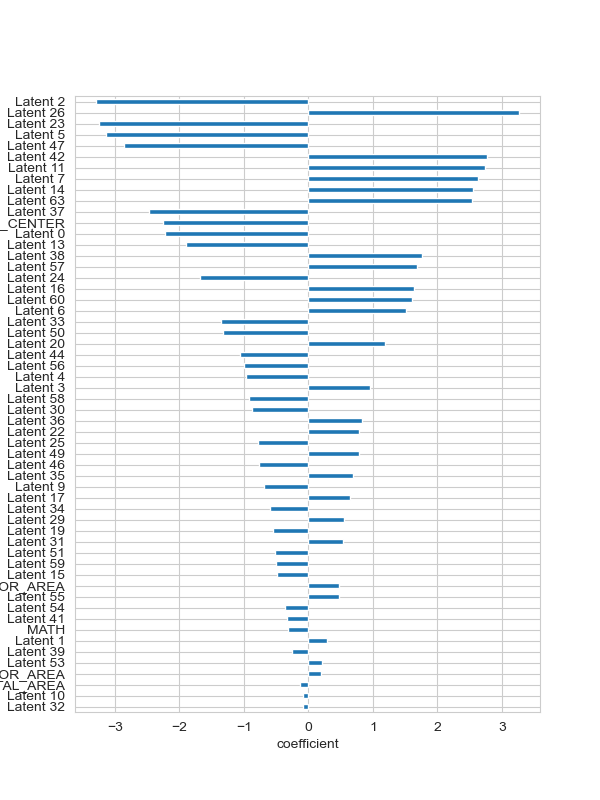 Latent 2
Latent 26
Latent 23
Latent 5
Latent 47
Latent 42
Latent 11
Latent 7
Latent 14
Latent 63
Latent 37
_CENTER
Latent 0
Latent 13
Latent 38
Latent 57
Latent 24
Latent 16
Latent 60
Latent 6
Latent 33
Latent 50
Latent 20
Latent 44
Latent 56
Latent 4
Latent 3
Latent 58
Latent 30
Latent 36
Latent 22
Latent 25
Latent 49
Latent 46
Latent 35
Latent 9
Latent 17
Latent 34
Latent 29
Latent 19
Latent 31
Latent 51
Latent 59
Latent 15
OR_AREA
Latent 55
Latent 54
Latent 41
MATH
Latent 1
Latent 39
Latent 53
OR_AREA
TAL_AREA
Latent 10
Latent 32
−3 −2 −1 0 1 2 3
coefficient